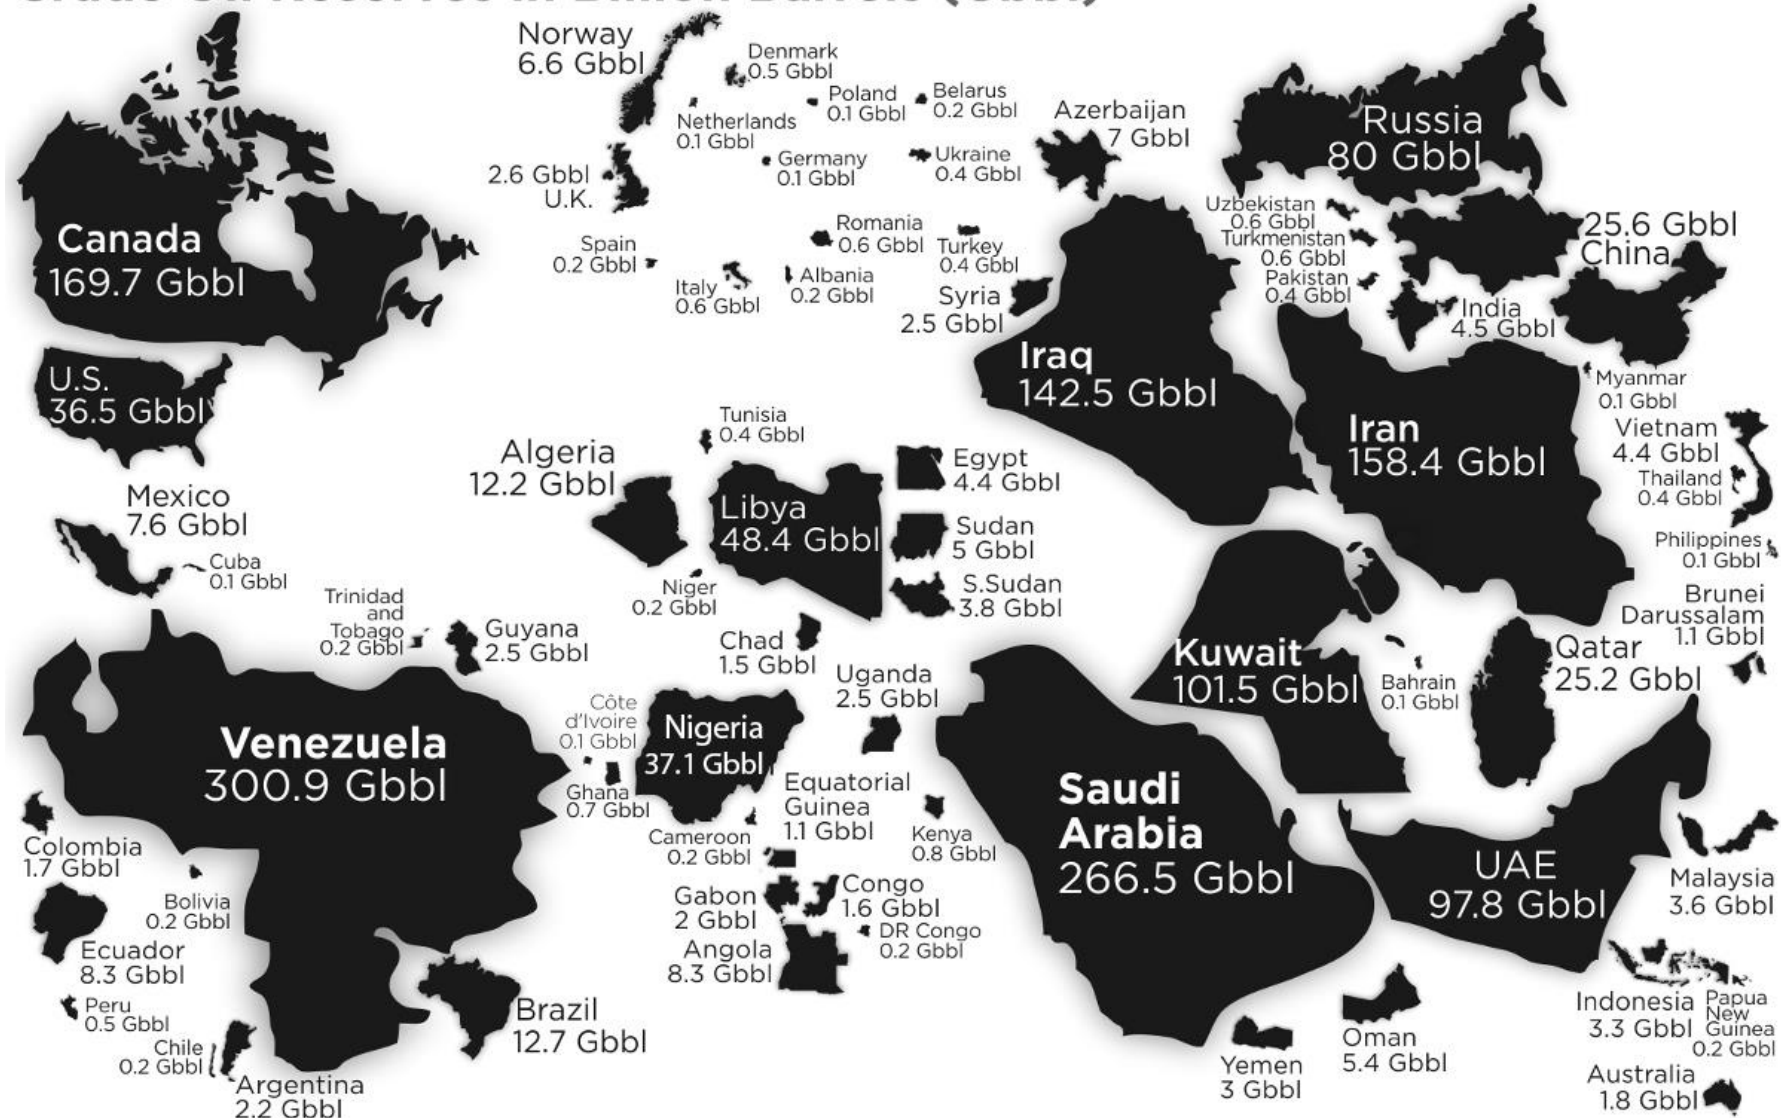 Crude Oil Reserves in Billion Barrels (Gbbl)
Norway
6.6 Gbbl
Denmark
0.5 Gbbl
Poland
0.1 Gbbl
Belarus
0.2 Gbbl
Netherlands
0.1 Gbbl
Germany
0.1 Gbbl
Ukraine
0.4 Gbbl
Azerbaijan
7 Gbbl
Russia
80 Gbbl
2.6 Gbbl
U.K.
Canada
169.7 Gbbl
Spain
0.2 Gbbl
Italy
0.6 Gbbl
Romania
0.6 Gbbl
Albania
0.2 Gbbl
Turkey
0.4 Gbbl
Syria
2.5 Gbbl
Uzbekistan
0.6 Gbbl
Turkmenistan
0.6 Gbbl
Pakistan
0.4 Gbbl
25.6 Gbbl
China
India
4.5 Gbbl
U.S.
36.5 Gbbl
Iraq
142.5 Gbbl
Iran
158.4 Gbbl
Myanmar
0.1 Gbbl
Vietnam
4.4 Gbbl
Thailand
0.4 Gbbl
Philippines
0.1 Gbbl
Brunei
Darussalam
1.1 Gbbl
Mexico
7.6 Gbbl
Cuba
0.1 Gbbl
Algeria
12.2 Gbbl
Tunisia
0.4 Gbbl
Libya
48.4 Gbbl
Egypt
4.4 Gbbl
Sudan
5 Gbbl
S.Sudan
3.8 Gbbl
Niger
0.2 Gbbl
Chad
1.5 Gbbl
Trinidad
and
Tobago
0.2 Gbbl
Guyana
2.5 Gbbl
Uganda
2.5 Gbbl
Kuwait
101.5 Gbbl
Bahrain
0.1 Gbbl
Qatar
25.2 Gbbl
Venezuela
300.9 Gbbl
Côte
d'Ivoire
0.1 Gbbl
Ghana
0.7 Gbbl
Nigeria
37.1 Gbbl
Cameroon
0.2 Gbbl
Equatorial
Guinea
1.1 Gbbl
Kenya
0.8 Gbbl
Saudi
Arabia
266.5 Gbbl
UAE
97.8 Gbbl
Malaysia
3.6 Gbbl
Colombia
1.7 Gbbl
Bolivia
0.2 Gbbl
Ecuador
8.3 Gbbl
Peru
0.5 Gbbl
Chile
0.2 Gbbl
Argentina
2.2 Gbbl
Brazil
12.7 Gbbl
Gabon
2 Gbbl
Congo
1.6 Gbbl
DR Congo
0.2 Gbbl
Angola
8.3 Gbbl
Yemen
3 Gbbl
Oman
5.4 Gbbl
Indonesia
3.3 Gbbl
Papua
New
Guinea
0.2 Gbbl
Australia
1.8 Gbbl